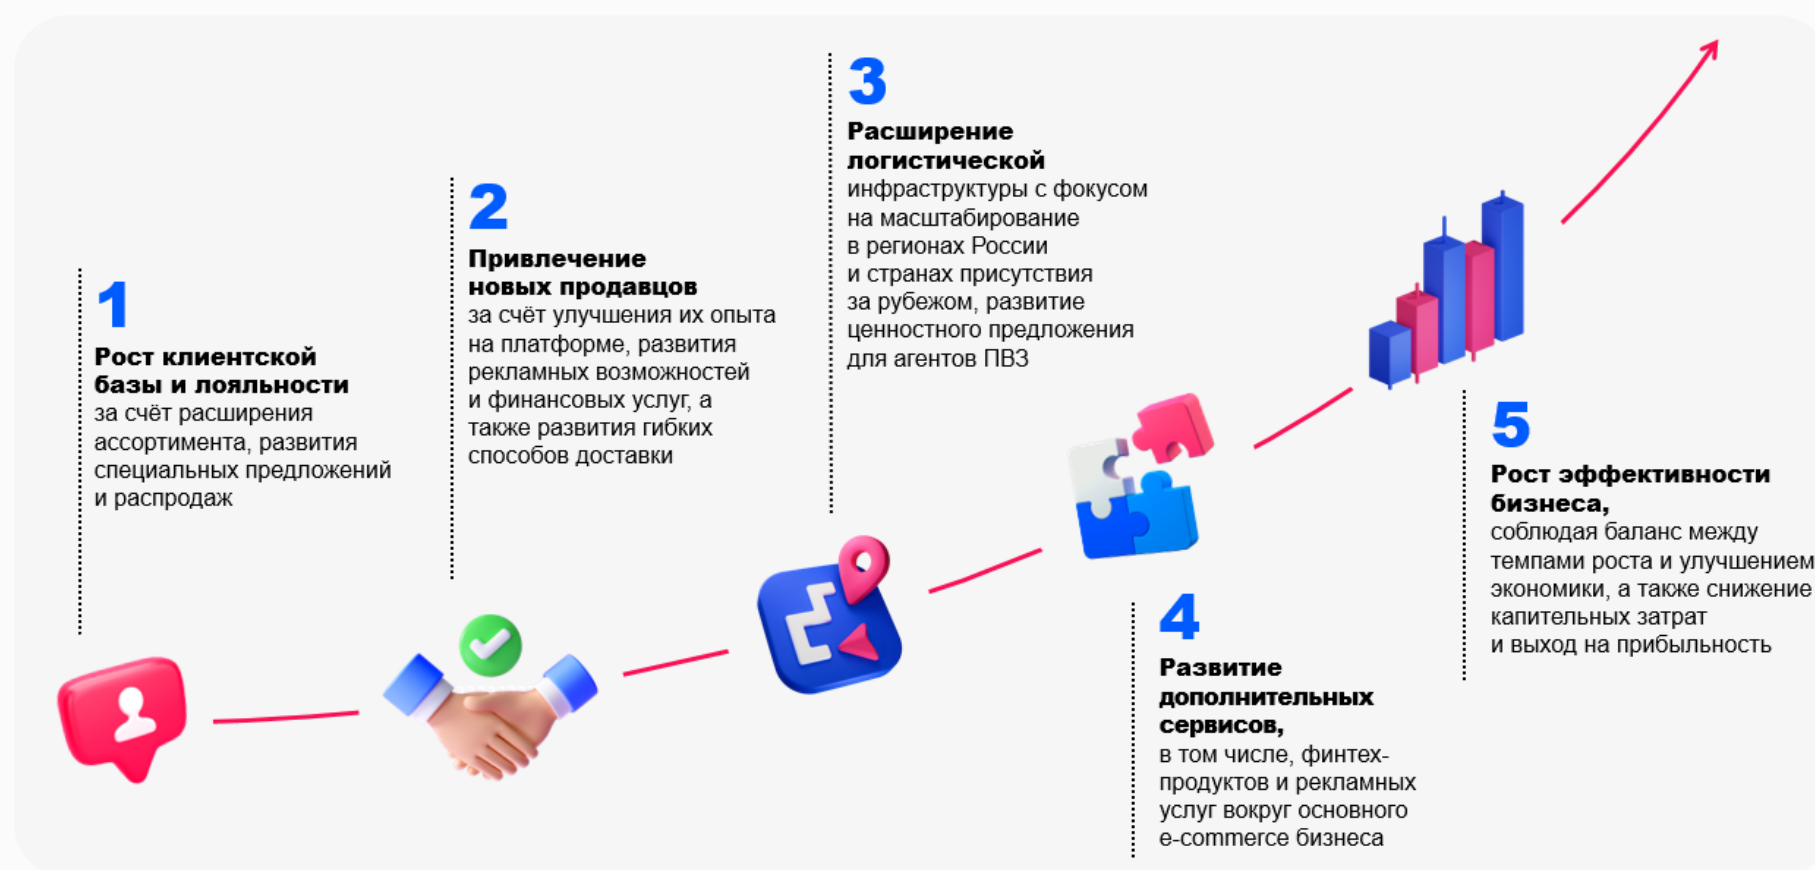 1
Рост клиентской
базы и лояльности
за счёт расширения
ассортимента, развития
специальных предложений
и распродаж
2
Привлечение
новых продавцов
за счёт улучшения их опыта
на платформе, развития
рекламных возможностей
и финансовых услуг, а
также развития гибких
способов доставки
3
Расширение
логистической
инфраструктуры с фокусом
на масштабирование
в регионах России
и странах присутствия
за рубежом, развитие
ценностного предложения
для агентов ПВЗ
4
Развитие
дополнительных
сервисов,
в том числе, финтех-
продуктов и рекламных
услуг вокруг основного
e-commerce бизнеса
5
Рост эффективности
бизнеса,
соблюдая баланс между
темпами роста и улучшением
экономики, а также снижение
капительных затрат
и выход на прибыльность